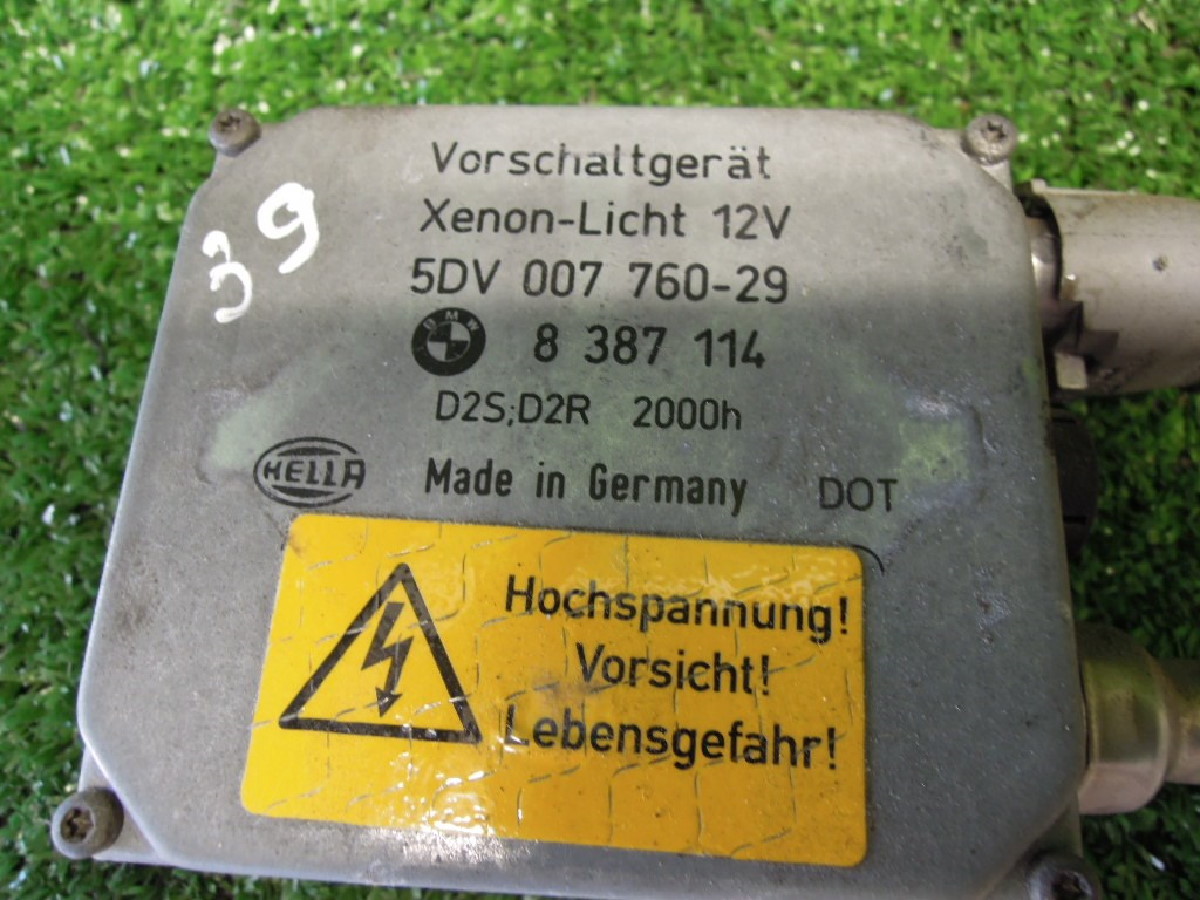 39
Vorschaltgerät
Xenon-Licht 12V
5DV 007 760-29
BMW 8 387 114
D2S;D2R 2000h
HELLA Made in Germany DOT
Hochspannung!
Vorsicht!
Lebensgefahr!